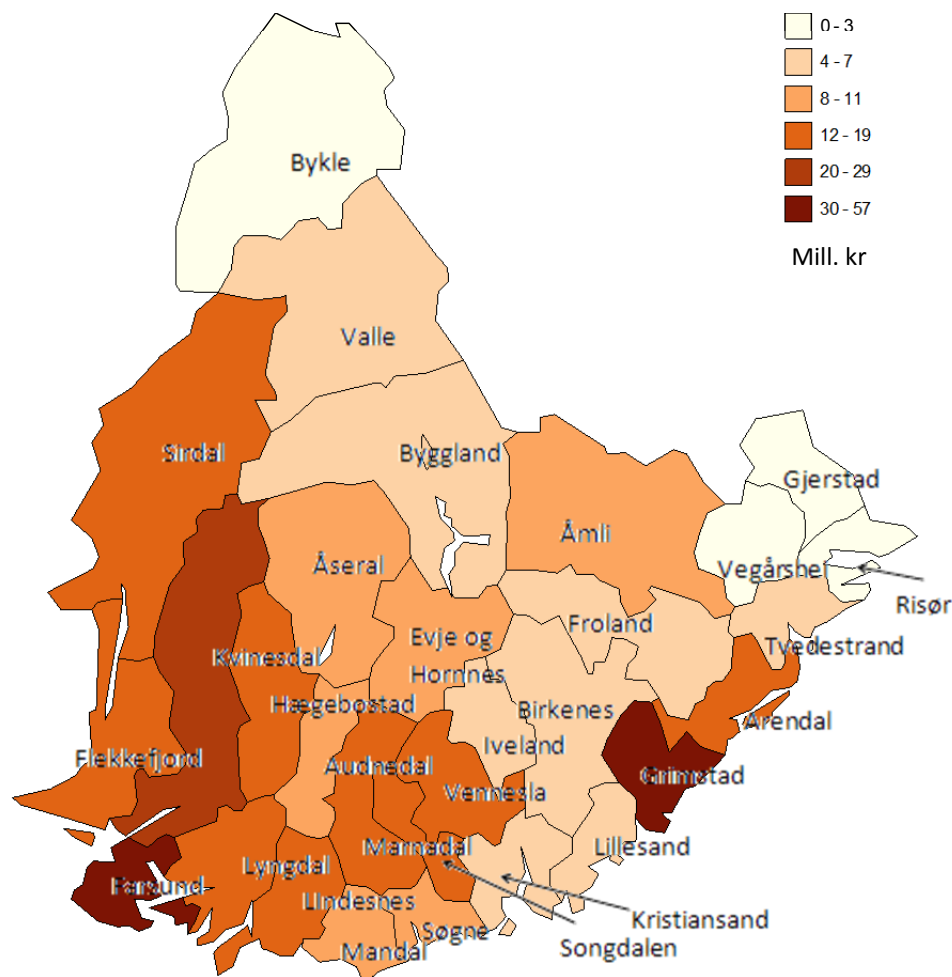 0 - 3
4 - 7
8 - 11
12 - 19
20 - 29
30 - 57
Mill. kr
Bykle
Valle
Sirdal
Byggland
Gjerstad
Åmli
Åseral
Vegårshei
Risør
Froland
Evje og
Hornnes
Tvedestrand
Kvinesdal
Hægebostad
Birkenes
Arendal
Iveland
Flekkefjord
Audnedal
Grimstad
Vennesla
Marnadal
Lillesand
Lyngdal
Farsund
Lindesnes
Kristiansand
Søgne
Songdalen
Mandal